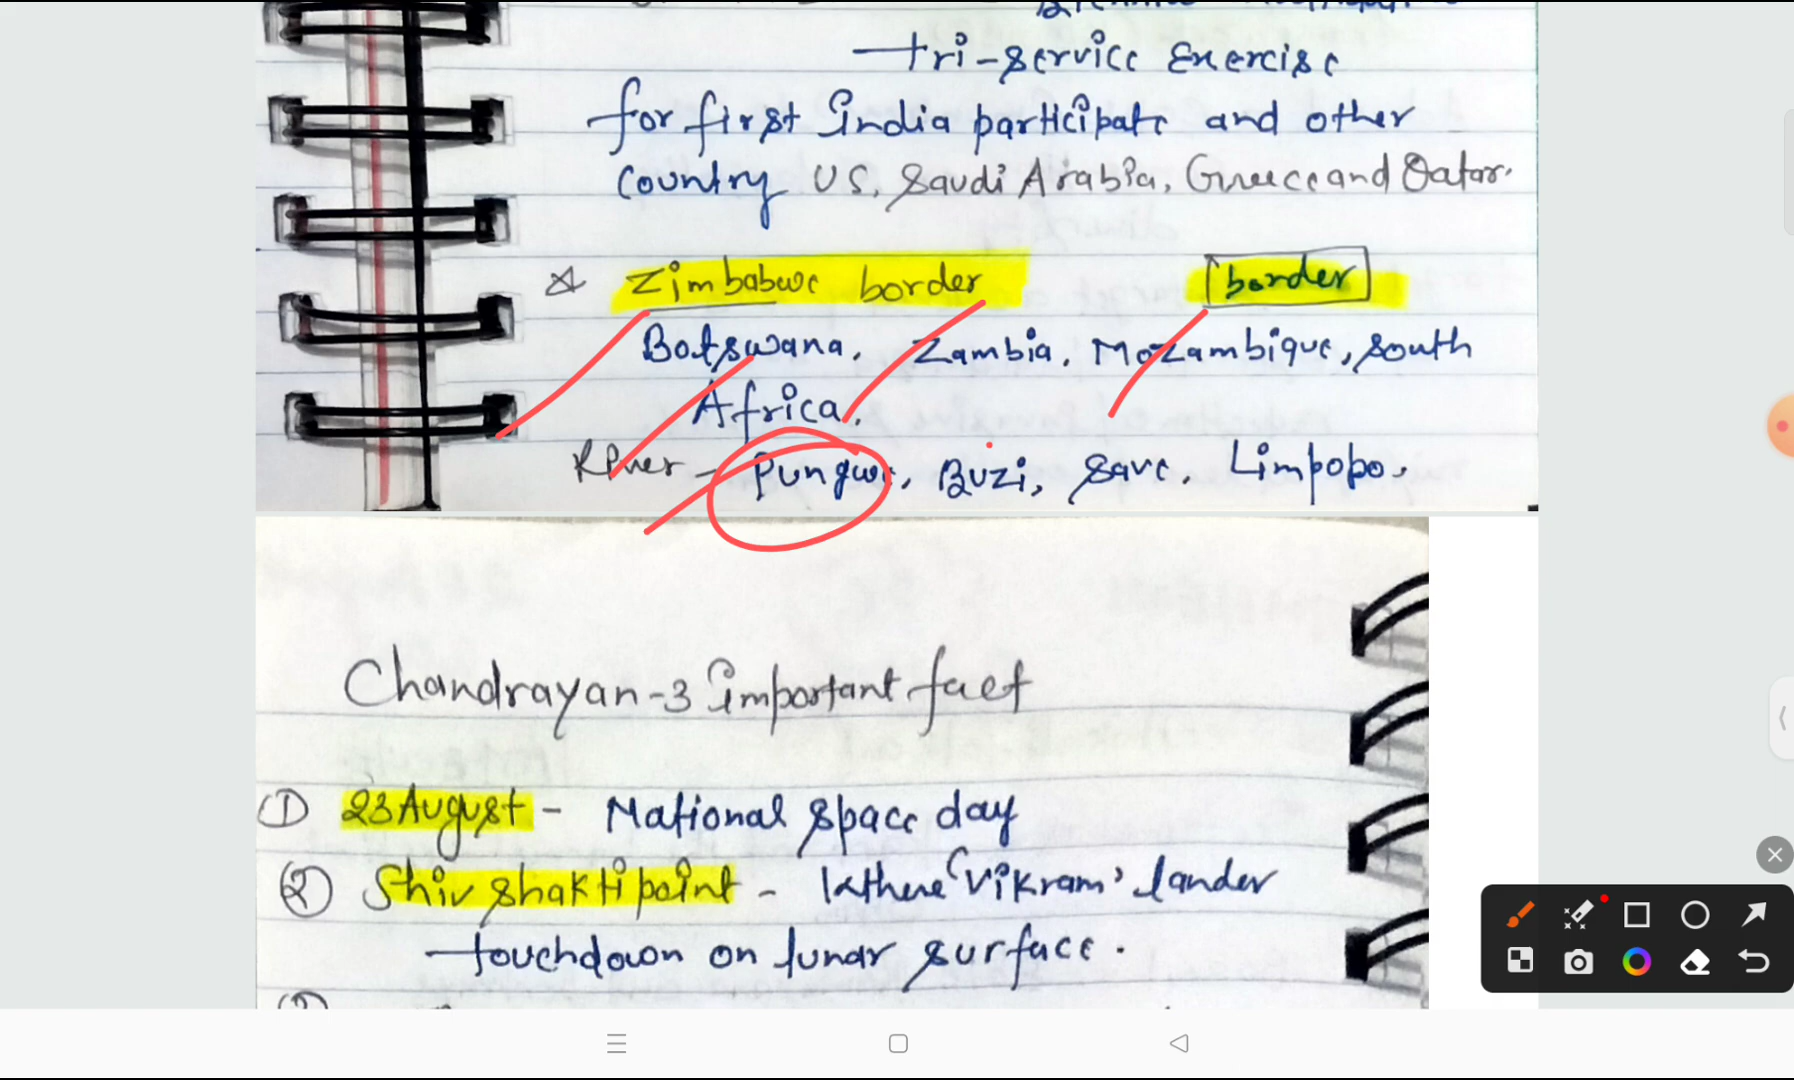 tri-service Exercise
for first India participate and other
country US, Saudi Arabia, Greece and Qatar.
Zimbabwe border border
Botswana, Zambia, Mozambique, South
Africa.
River - Pungwe, Buzi, Save, Limpopo.
Chandrayan-3 important fact
① 23 August - National space day
② Shiv shakti point - Where 'Vikram' lander
touchdown on lunar surface.